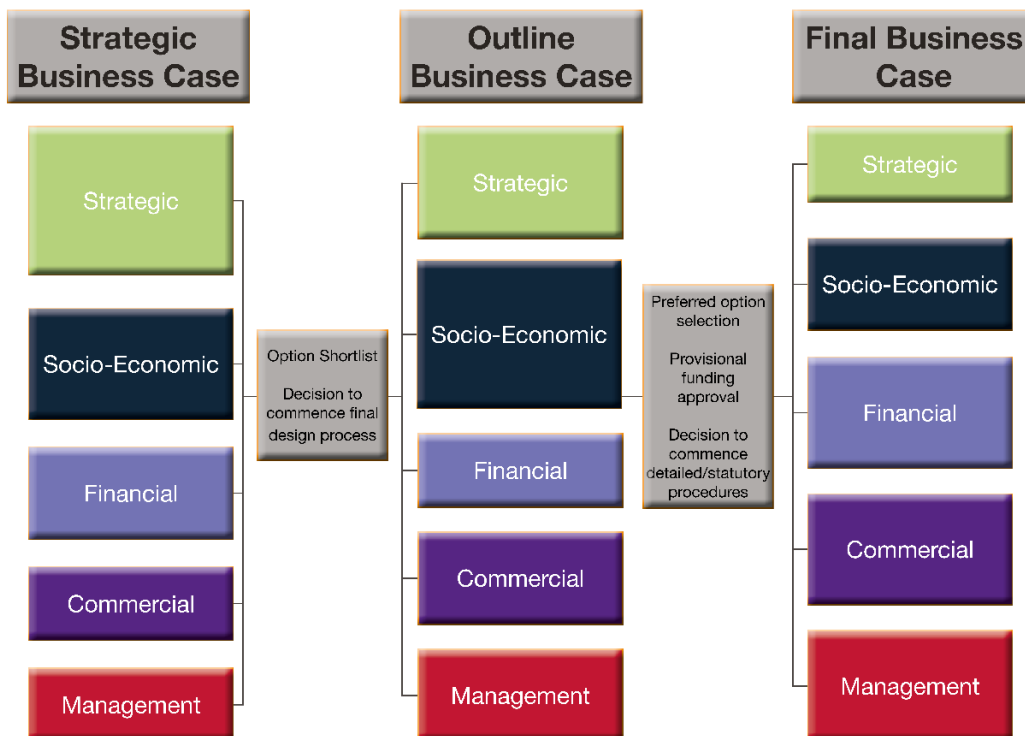 Strategic
Business Case
Strategic
Socio-Economic
Financial
Commercial
Management
Option Shortlist
Decision to
commence final
design process
Outline
Business Case
Strategic
Socio-Economic
Financial
Commercial
Management
Preferred option
selection
Provisional
funding
approval
Decision to
commence
detailed/statutory
procedures
Final Business
Case
Strategic
Socio-Economic
Financial
Commercial
Management